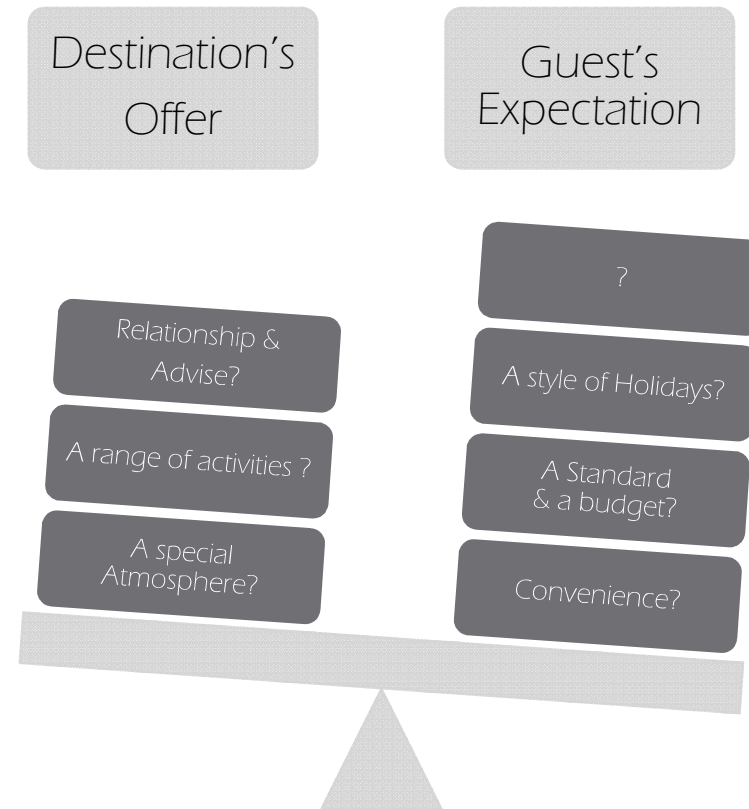 Destination's
Offer
Guest's
Expectation
Relationship &
Advise?
A range of activities ?
A special
Atmosphere?
?
A style of Holidays?
A Standard
& a budget?
Convenience?